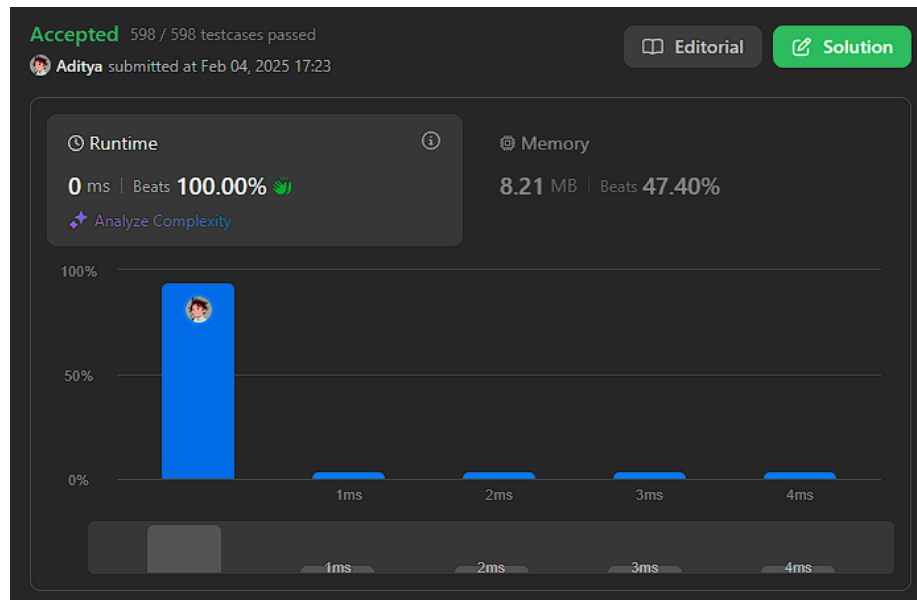 Accepted 598 / 598 testcases passed
Editorial
Solution
Aditya submitted at Feb 04, 2025 17:23
Runtime
0 ms | Beats 100.00%
Analyze Complexity
Memory
8.21 MB | Beats 47.40%
100%
50%
0%
1ms 2ms 3ms 4ms
1ms 2ms 3ms 4ms